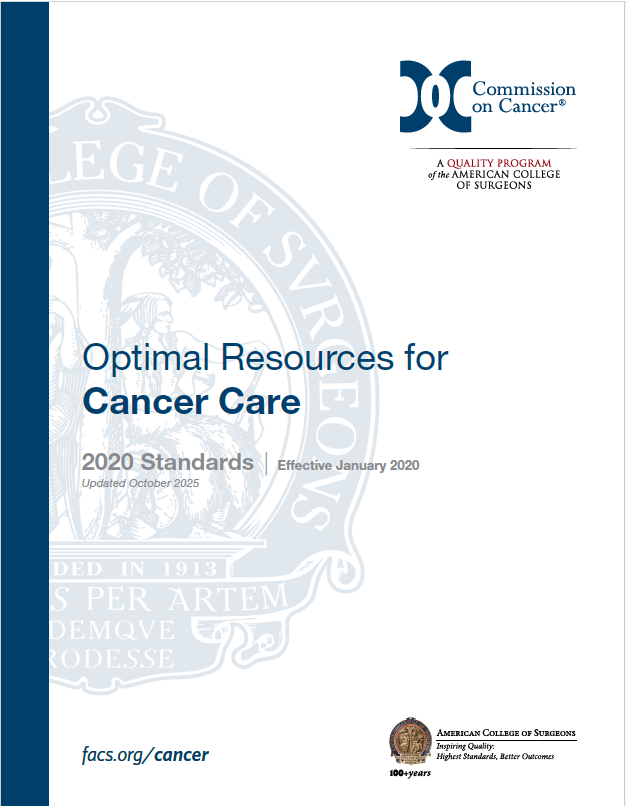 Commission
on Cancer®
A QUALITY PROGRAM
of the AMERICAN COLLEGE
OF SURGEONS
LEGE OF SVRGEONS
Optimal Resources for
Cancer Care
2020 Standards | Effective January 2020
Updated October 2025
DED IN 1913
S PER ARTEM
DEMQVE
RODESSE
facs.org/cancer
AMERICAN COLLEGE OF SURGEONS
Inspiring Quality:
Highest Standards, Better Outcomes
100+years